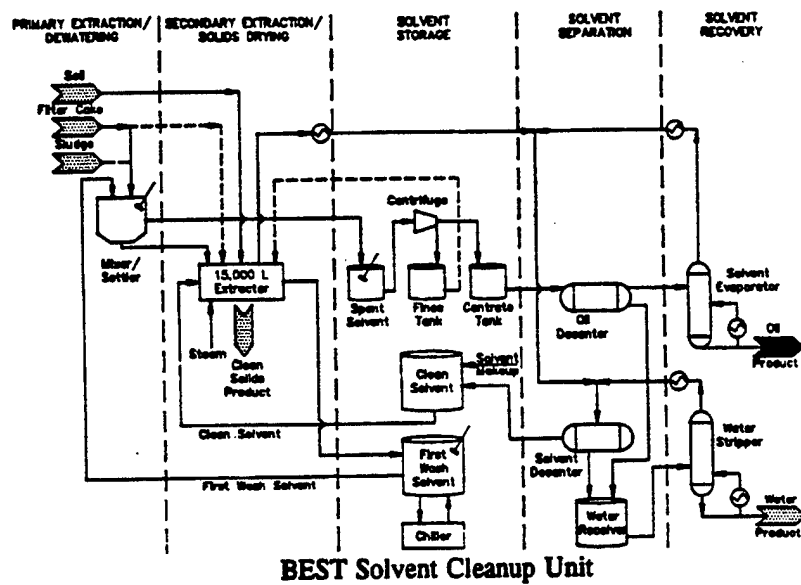 PRIMARY EXTRACTION/
DEWATERING
SECONDARY EXTRACTION/
SOLIDS DRYING
SOLVENT
STORAGE
SOLVENT
SEPARATION
SOLVENT
RECOVERY
Soil
Filter Cake
Sludge
Mixer/
Settler
15,000 L
Extractor
Steam
Clean
Solids
Product
Centrifuge
Spent
Solvent
Fines
Tank
Centrate
Tank
Oil
Decanter
Solvent
Evaporator
Oil
Product
Clean
Solvent
Solvent
Makeup
Clean Solvent
First
Wash
Solvent
First Wash Solvent
Chiller
Solvent
Decanter
Water
Receiver
Water
Stripper
Water
Product
BEST Solvent Cleanup Unit